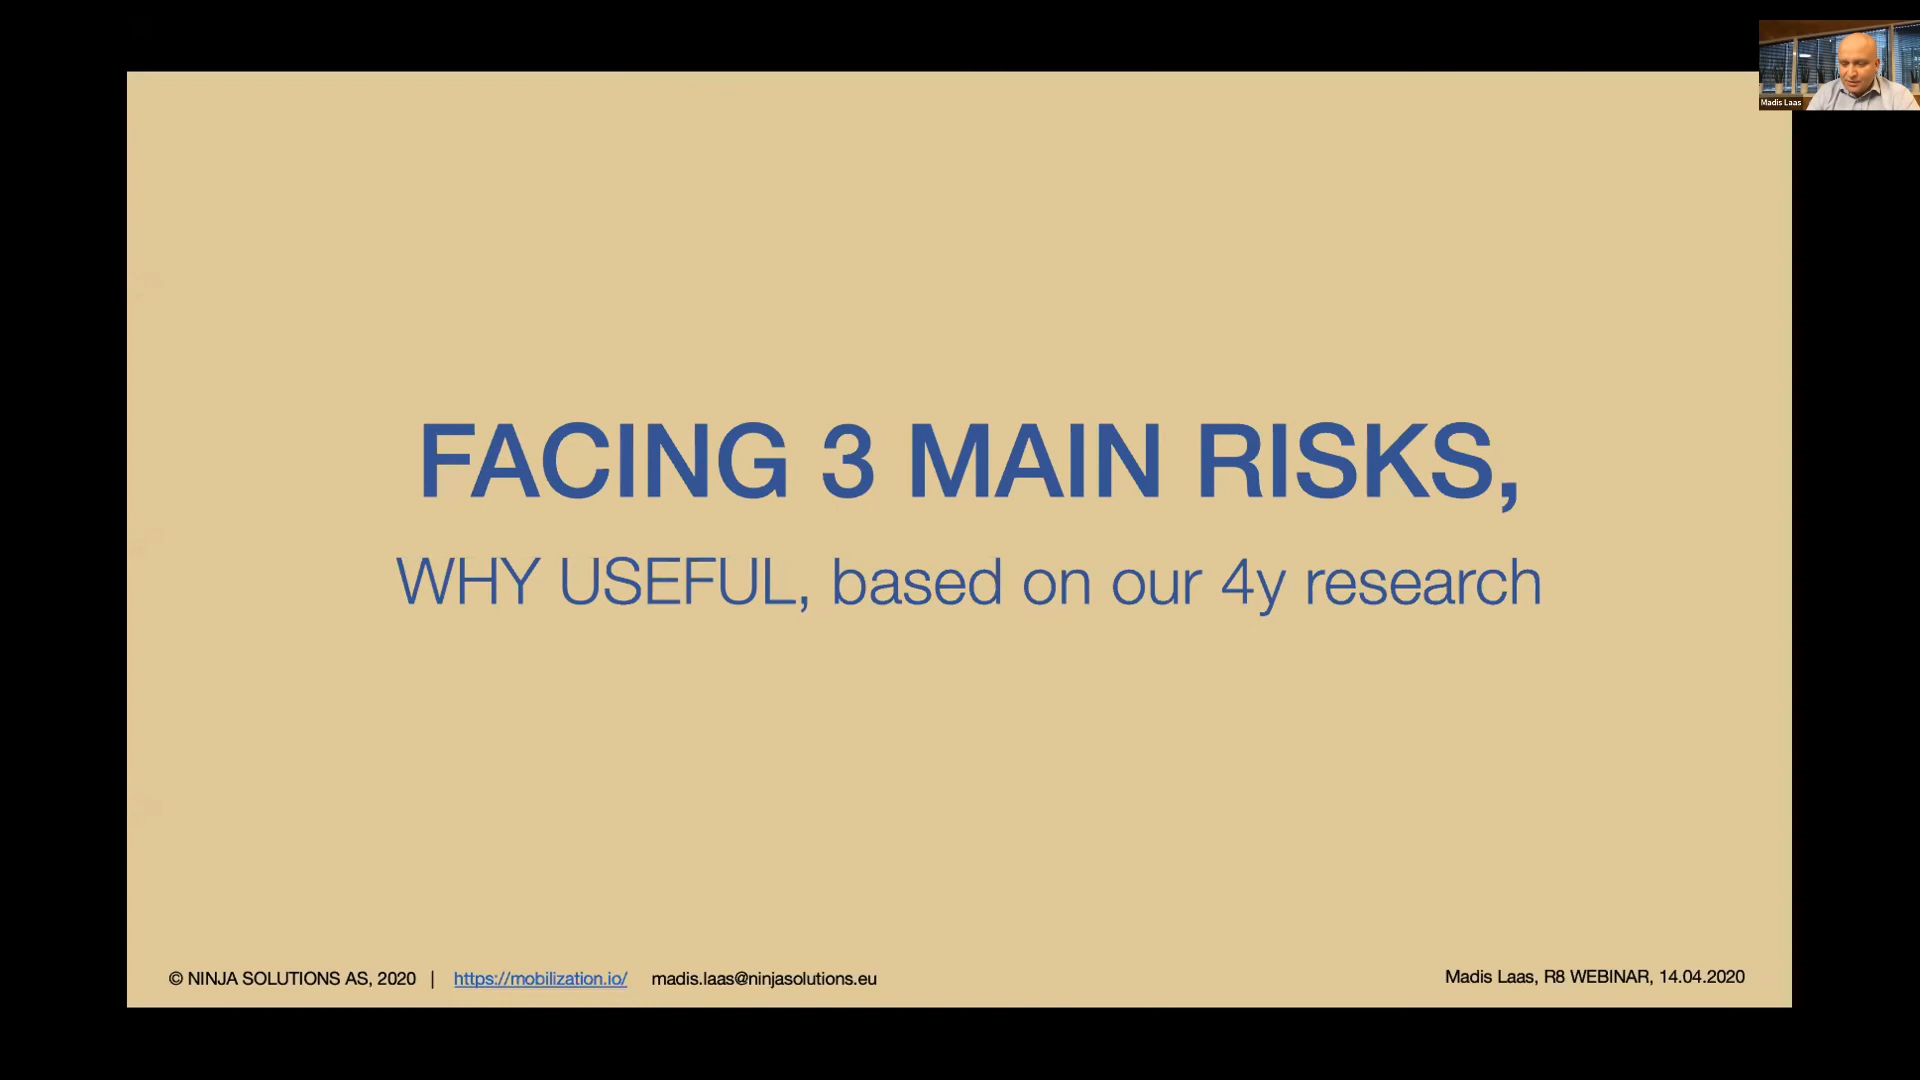 Madis Laas
FACING 3 MAIN RISKS,
WHY USEFUL, based on our 4y research
© NINJA SOLUTIONS AS, 2020 | https://mobilization.io/ madis.laas@ninjasolutions.eu
Madis Laas, R8 WEBINAR, 14.04.2020